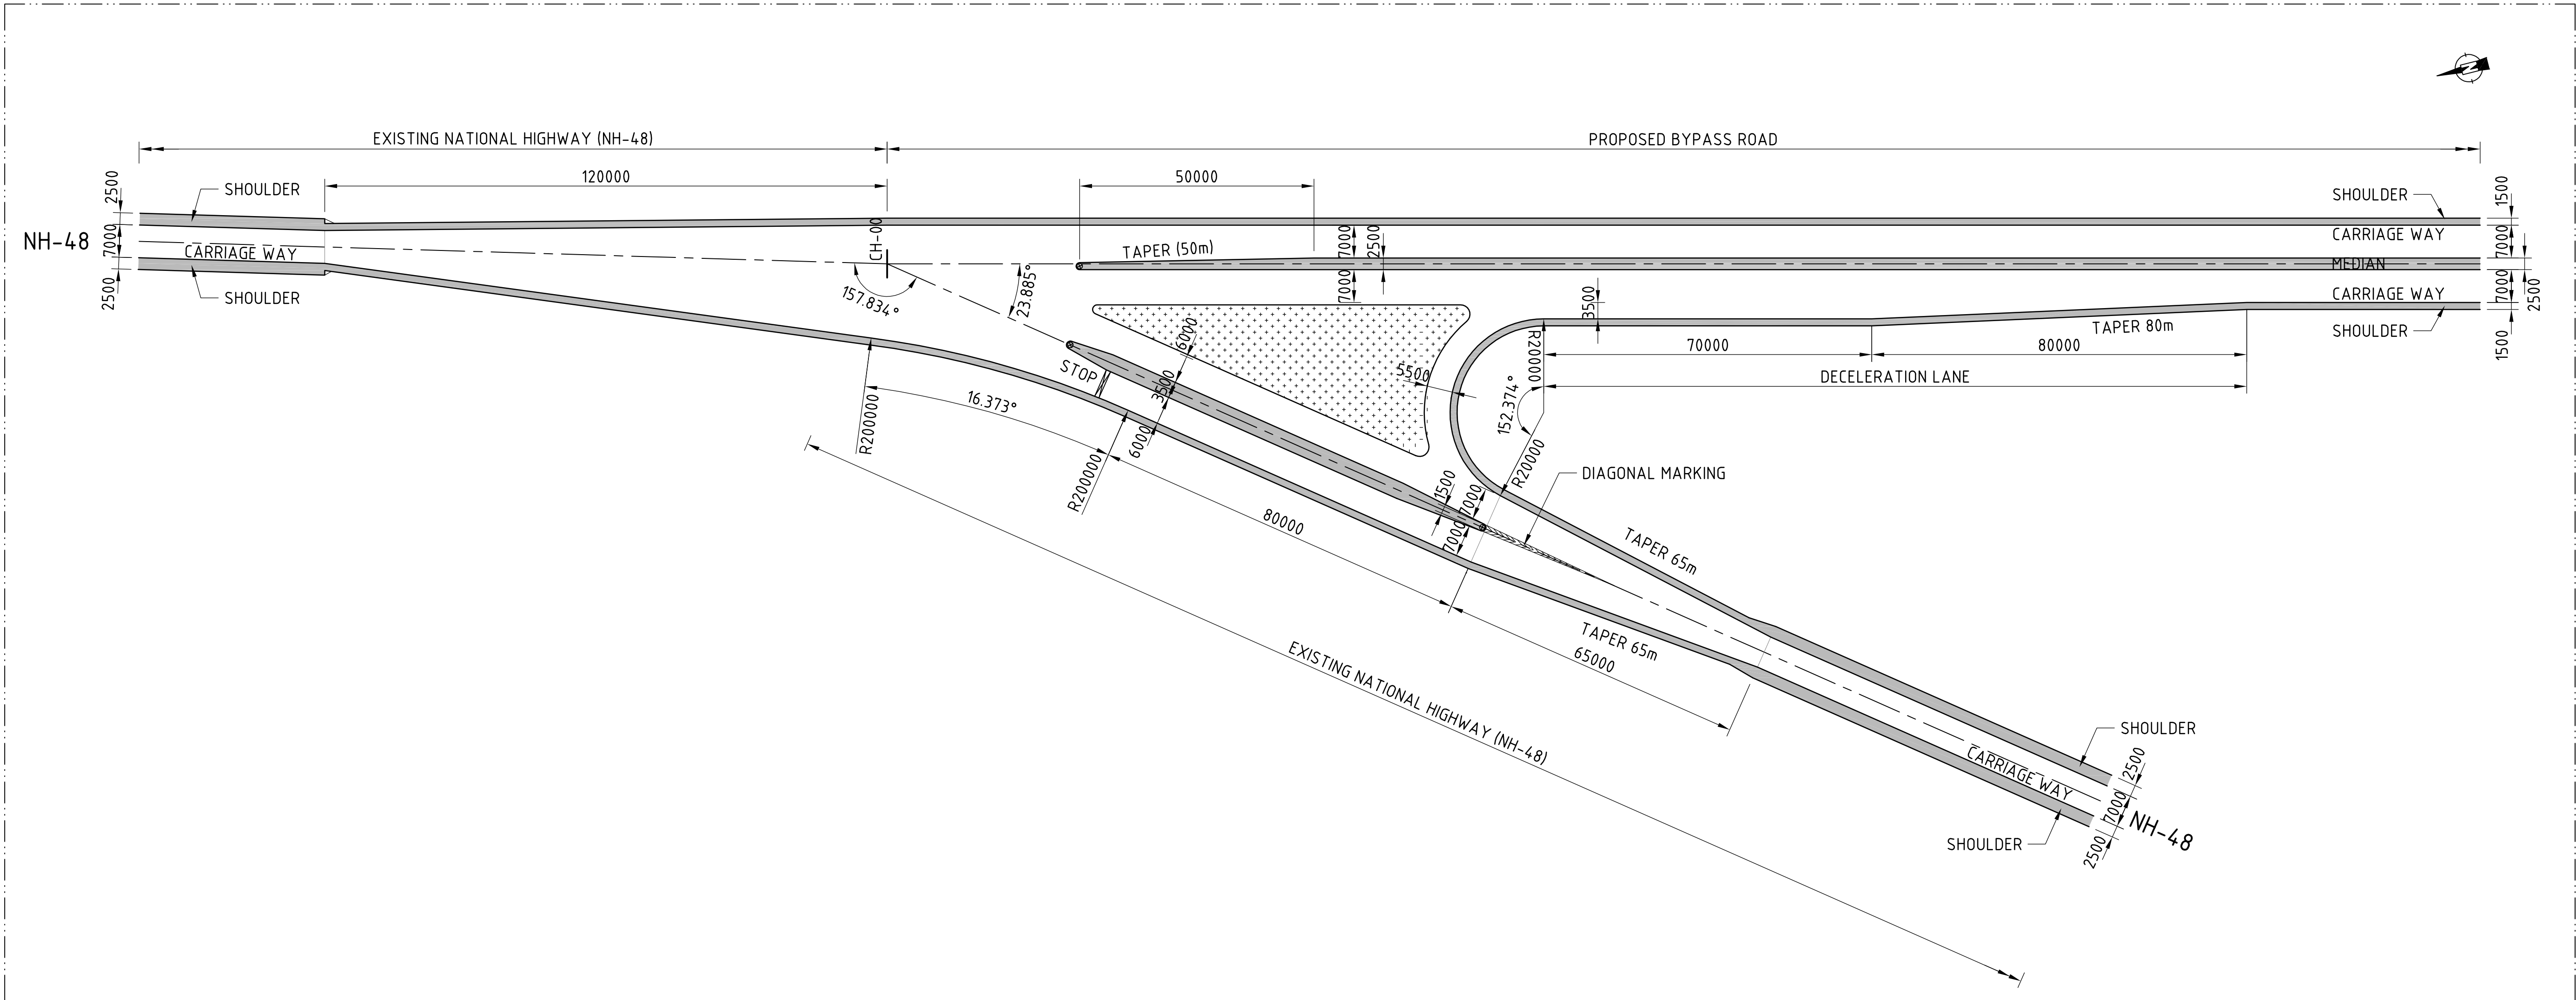 EXISTING NATIONAL HIGHWAY (NH-48)
PROPOSED BYPASS ROAD
120000
50000
2500
SHOULDER
SHOULDER
1500
NH-48
7000
CARRIAGE WAY
CH-00
TAPER (50m)
7000
2500
CARRIAGE WAY
7000
MEDIAN
2500
SHOULDER
157.834°
23.885°
7000
3500
CARRIAGE WAY
7000
2500
TAPER 80m
SHOULDER
1500
6000
STOP
3500
6000
5500
R20000
70000
80000
DECELERATION LANE
152.374°
R200000
16.373°
R200000
R20000
DIAGONAL MARKING
1500
7000
7000
80000
TAPER 65m
TAPER 65m
65000
EXISTING NATIONAL HIGHWAY (NH-48)
SHOULDER
CARRIAGE WAY
2500
7000
NH-48
SHOULDER
2500